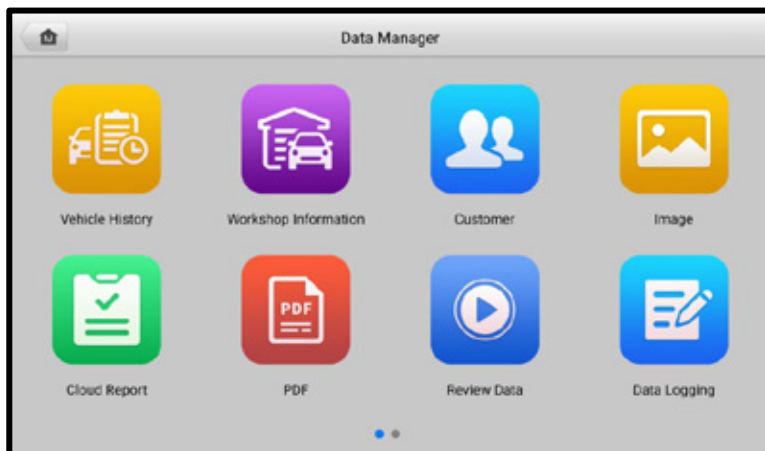 Data Manager
Vehicle History
Workshop Information
Customer
Image
Cloud Report
PDF
PDF
Review Data
Data Logging